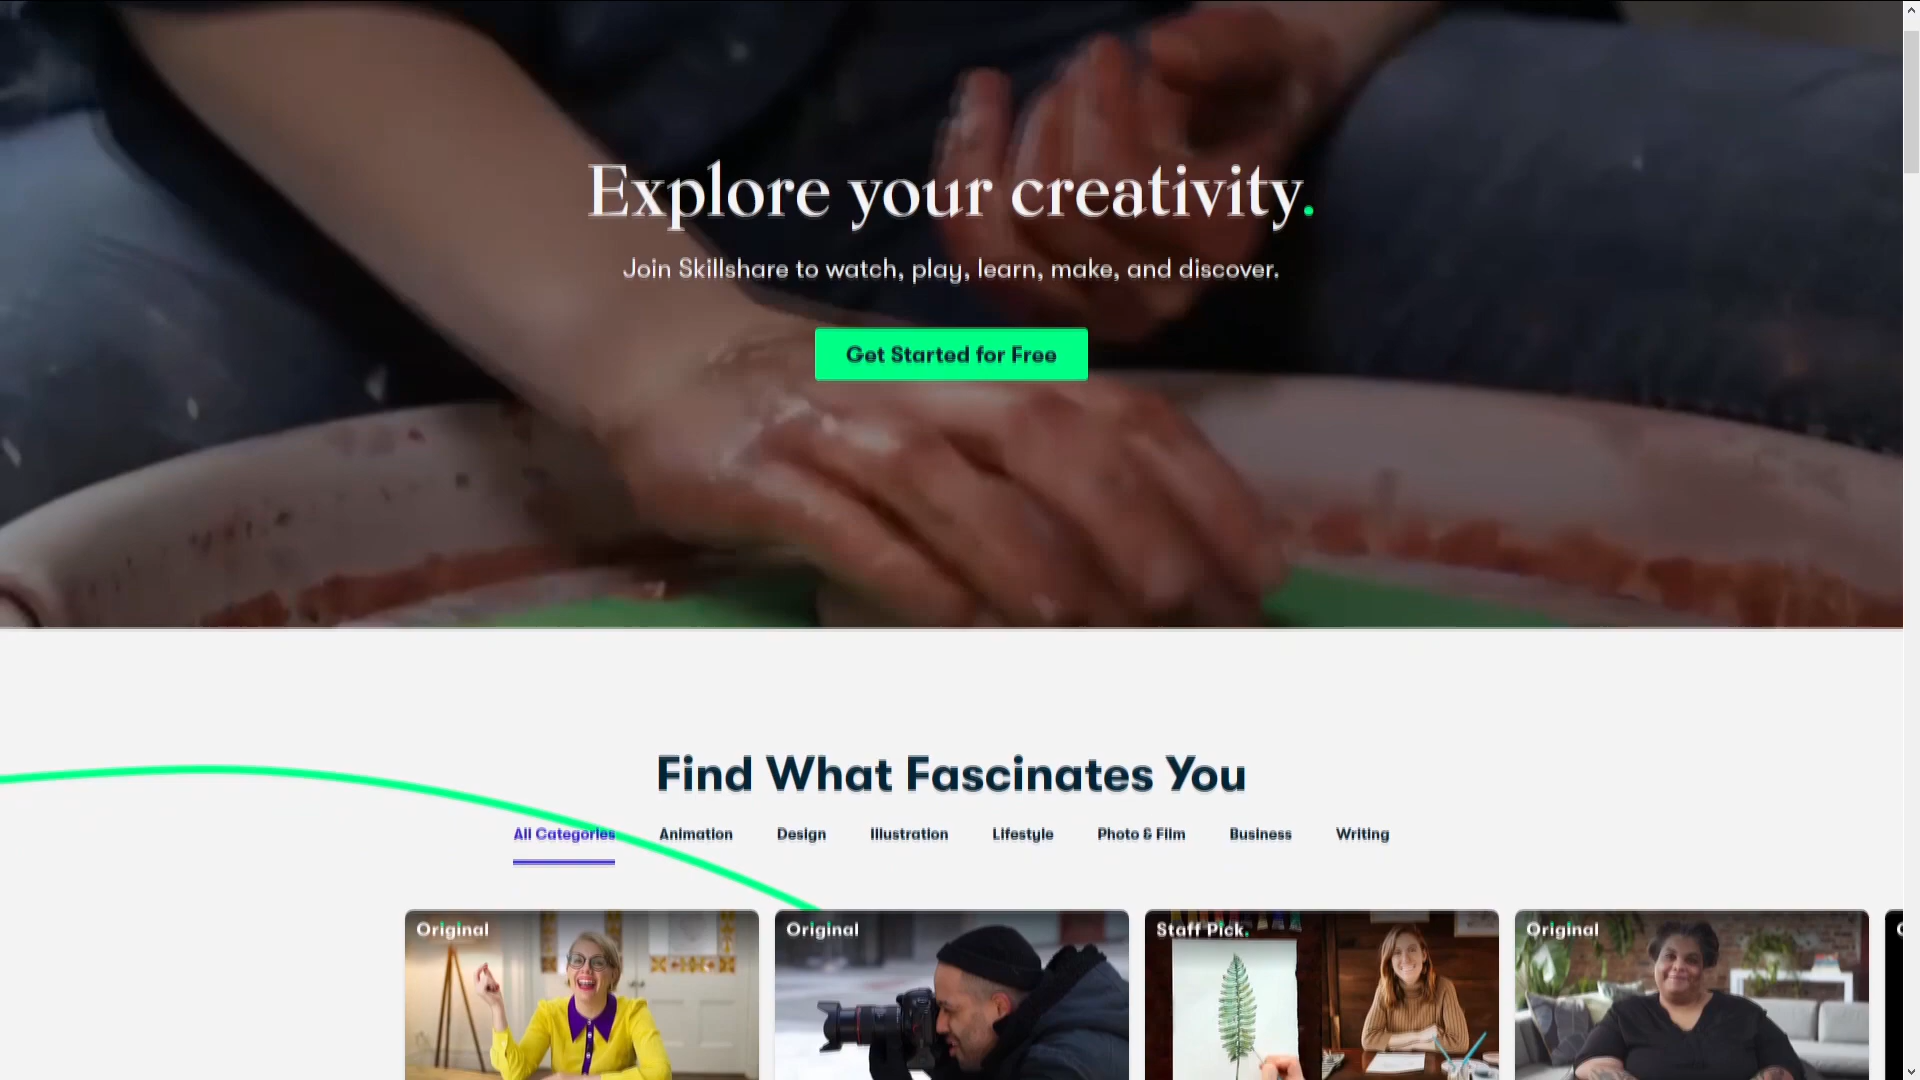 Explore your creativity.
Join Skillshare to watch, play, learn, make, and discover.
Get Started for Free
Find What Fascinates You
All Categories Animation Design Illustration Lifestyle Photo & Film Business Writing
Original Original Staff Pick. Original